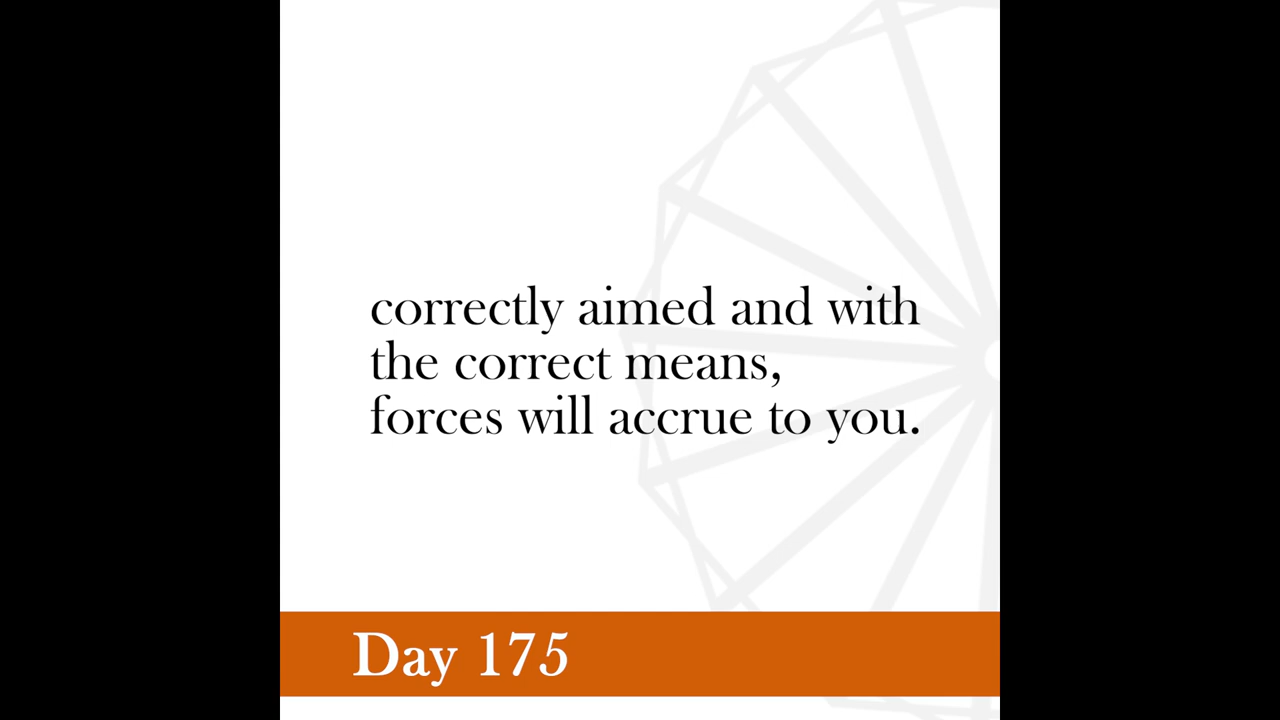 correctly aimed and with
the correct means,
forces will accrue to you.
Day 175